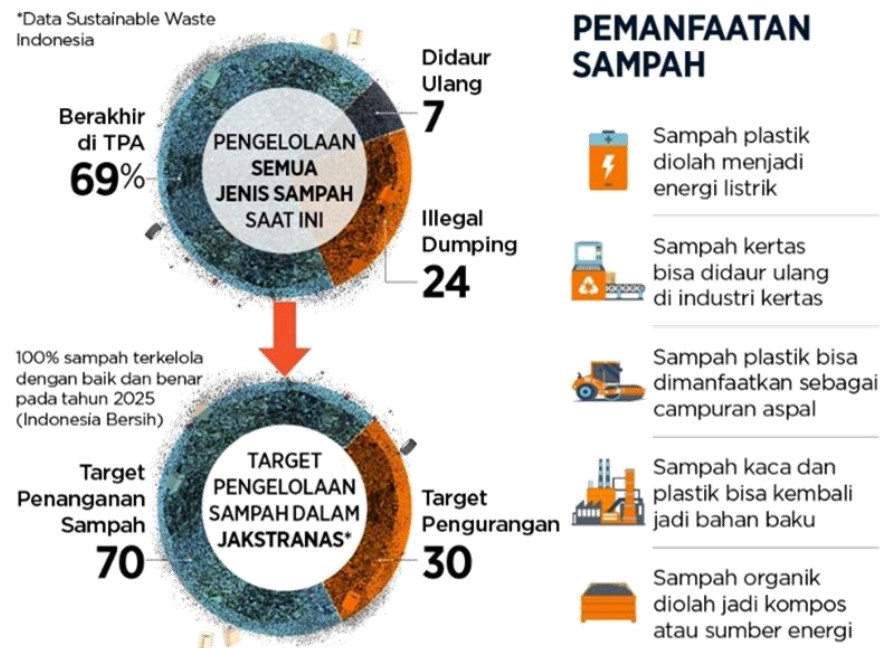 *Data Sustainable Waste
Indonesia
Berakhir
di TPA
69%
PENGELOLAAN
SEMUA
JENIS SAMPAH
SAAT INI
Didaur
Ulang
7
Illegal
Dumping
24
100% sampah terkelola
dengan baik dan benar
pada tahun 2025
(Indonesia Bersih)
Target
Penanganan
Sampah
70
TARGET
PENGELOLAAN
SAMPAH DALAM
JAKSTRANAS*
Target
Pengurangan
30
PEMANFAATAN
SAMPAH
Sampah plastik
diolah menjadi
energi listrik
Sampah kertas
bisa didaur ulang
di industri kertas
Sampah plastik bisa
dimanfaatkan sebagai
campuran aspal
Sampah kaca dan
plastik bisa kembali
jadi bahan baku
Sampah organik
diolah jadi kompos
atau sumber energi